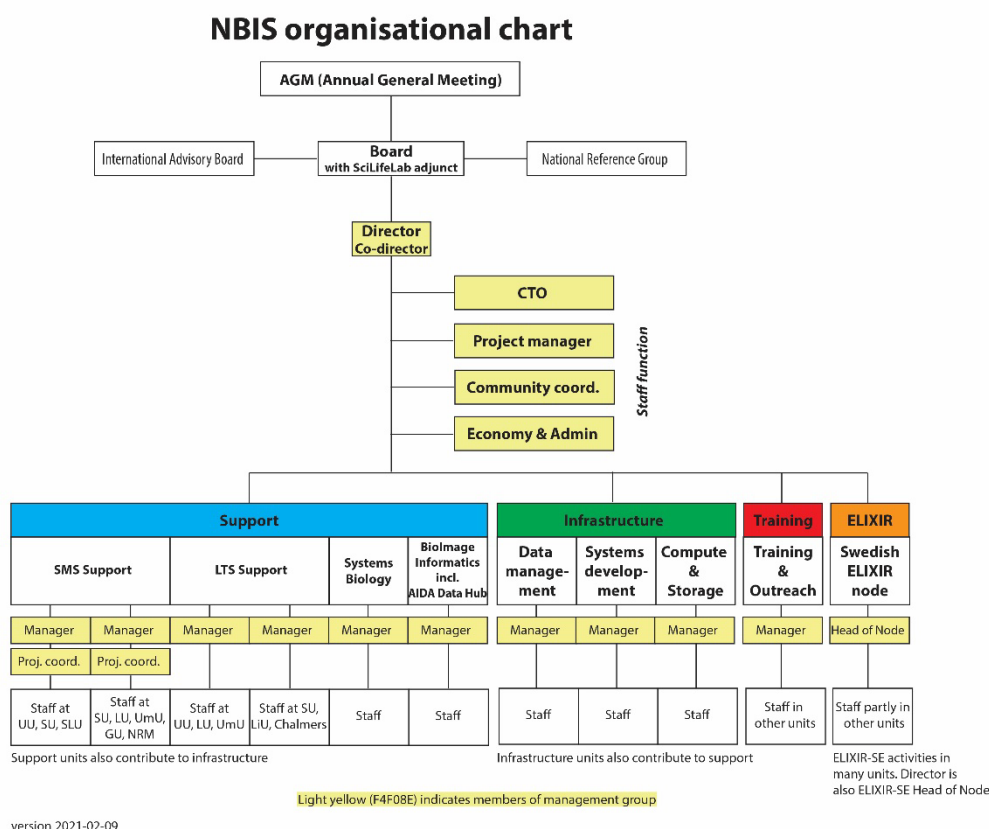 NBIS organisational chart
AGM (Annual General Meeting)
International Advisory Board
Board
with SciLifeLab adjunct
National Reference Group
Director
Co-director
CTO
Project manager
Community coord.
Economy & Admin
Staff function
Support
Infrastructure
Training
ELIXIR
SMS Support
LTS Support
Systems
Biology
BioImage
Informatics
incl.
AIDA Data Hub
Data
manage-
ment
Systems
develop-
ment
Compute
&
Storage
Training
&
Outreach
Swedish
ELIXIR
node
Manager
Manager
Manager
Manager
Manager
Manager
Manager
Manager
Manager
Manager
Head of Node
Proj. coord.
Proj. coord.
Staff at
UU, SU, SLU
Staff at
SU, LU, UmU,
GU, NRM
Staff at
UU, LU, UmU
Staff at SU,
LiU, Chalmers
Staff
Staff
Staff
Staff
Staff
Staff in
other units
Staff partly in
other units
Support units also contribute to infrastructure
Infrastructure units also contribute to support
ELIXIR-SE activities in
many units. Director is
also ELIXIR-SE Head of Node
Light yellow (F4F08E) indicates members of management group
version 2021-02-09